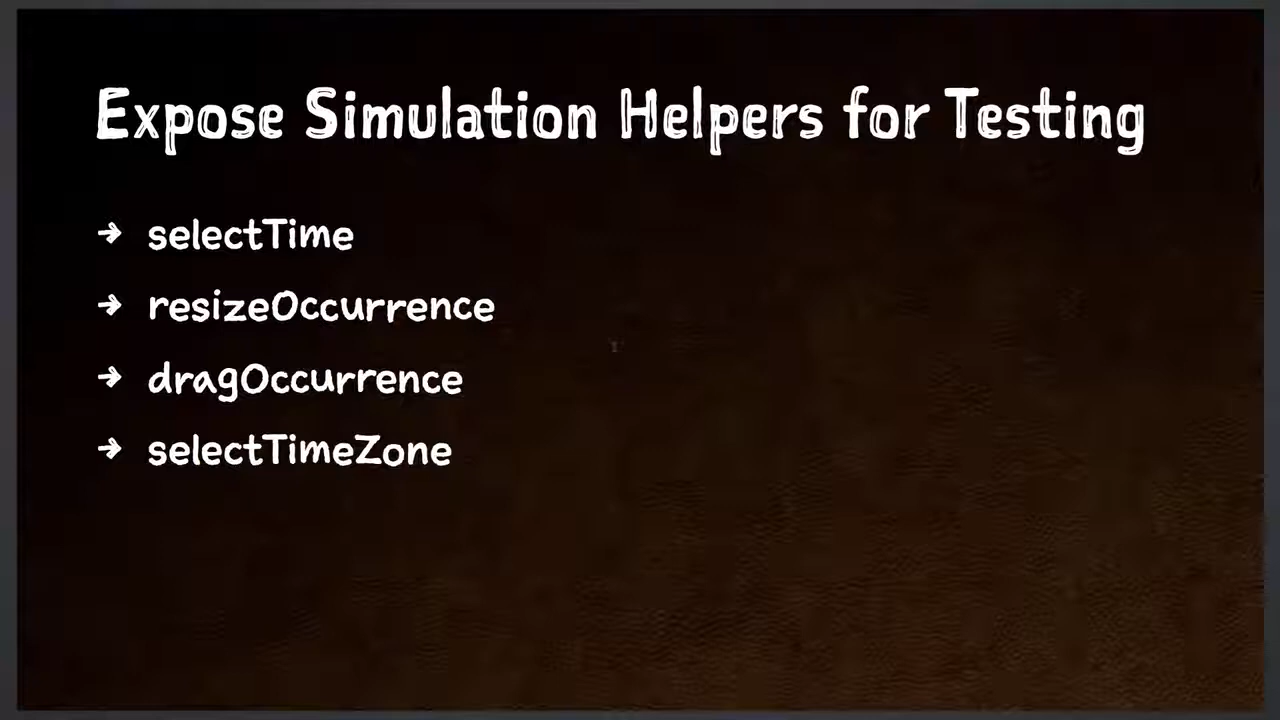 Expose Simulation Helpers for Testing
→ selectTime
→ resizeOccurrence
→ dragOccurrence
→ selectTimeZone